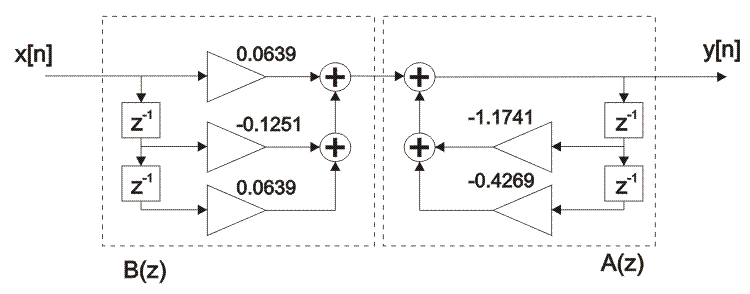 x[n]
0.0639
y[n]
z⁻¹
-0.1251
-1.1741
z⁻¹
z⁻¹
0.0639
-0.4269
z⁻¹
B(z)
A(z)